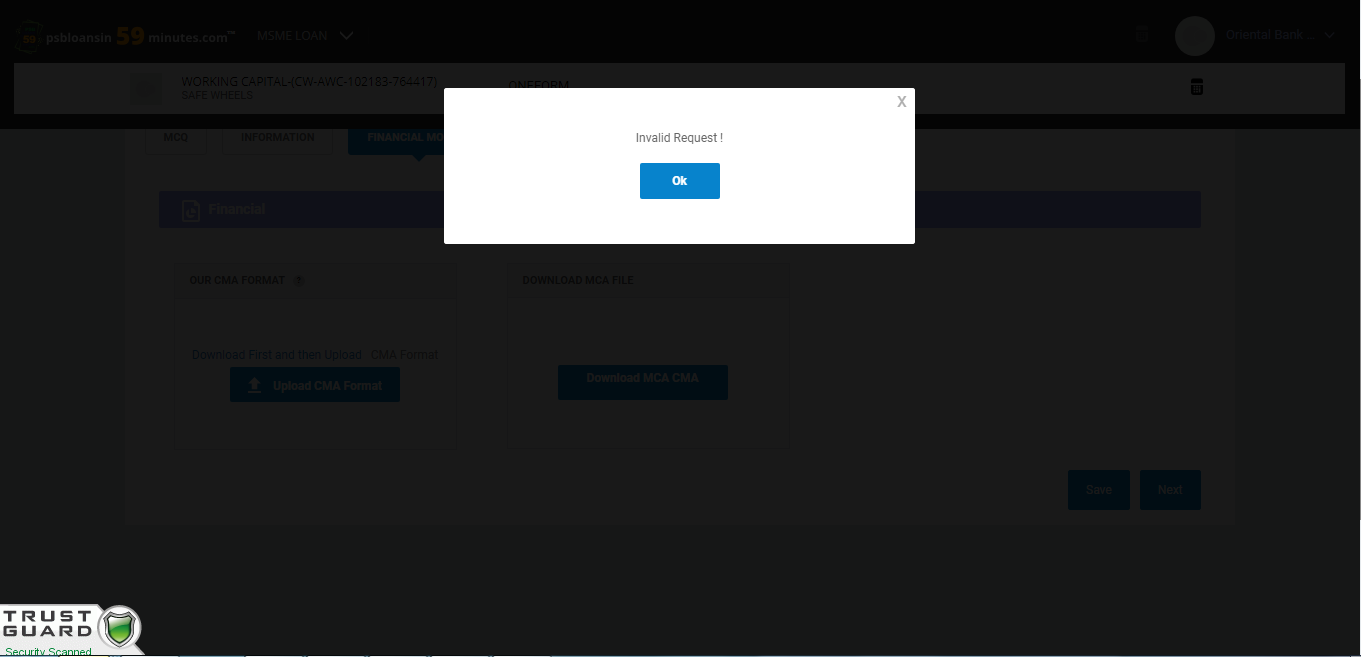 psbloansin 59 minutes.com™ MSME LOAN
Oriental Bank ...
WORKING CAPITAL-(CW-AWC-102183-764417)
SAFE WHEELS
ONEFORM
X
Invalid Request !
Ok
MCQ
INFORMATION
FINANCIAL MO
Financial
OUR CMA FORMAT
DOWNLOAD MCA FILE
Download First and then Upload CMA Format
Upload CMA Format
Download MCA CMA
Save
Next
TRUST
GUARD
Security Scanned